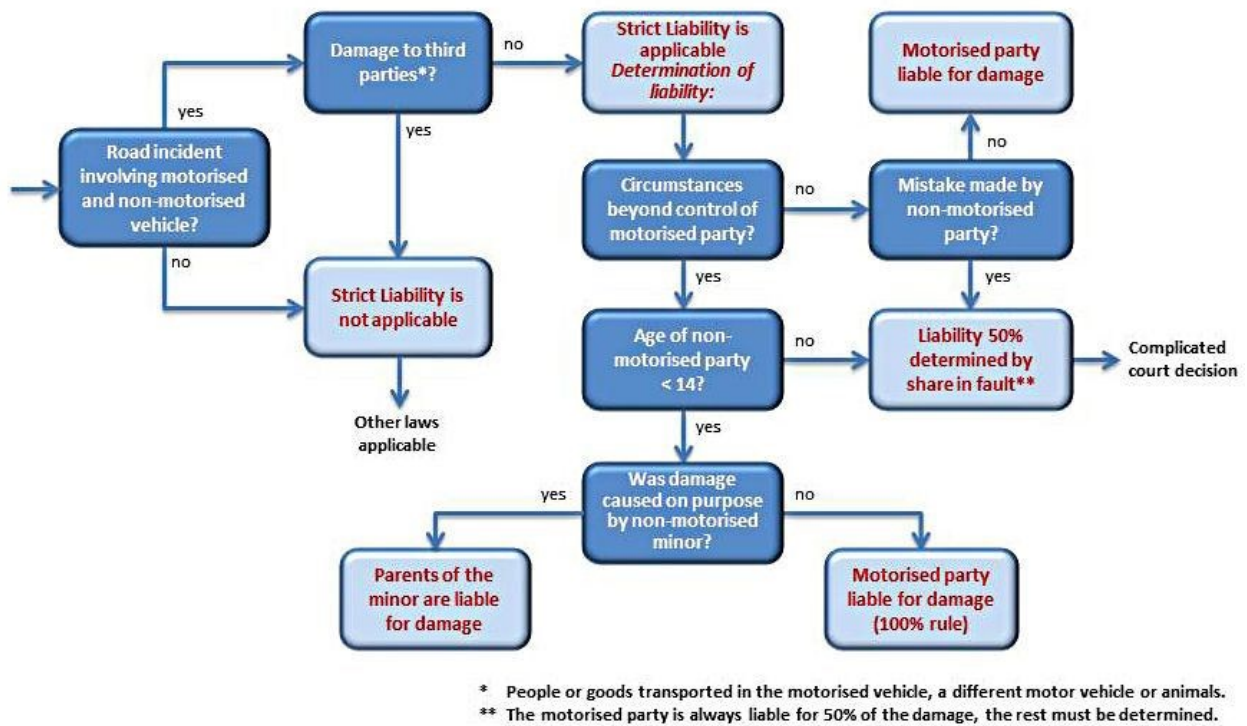 Damage to third
parties*?
no
Strict Liability is
applicable
Determination of
liability:
Motorised party
liable for damage
yes
yes
no
Road incident
involving motorised
and non-motorised
vehicle?
Circumstances
beyond control of
motorised party?
no
Mistake made by
non-motorised
party?
no
yes
yes
Strict Liability is
not applicable
Age of non-
motorised party
< 14?
no
Liability 50%
determined by
share in fault**
Complicated
court decision
Other laws
applicable
yes
Was damage
caused on purpose
by non-motorised
minor?
yes
no
Parents of the
minor are liable
for damage
Motorised party
liable for damage
(100% rule)
* People or goods transported in the motorised vehicle, a different motor vehicle or animals.
** The motorised party is always liable for 50% of the damage, the rest must be determined.